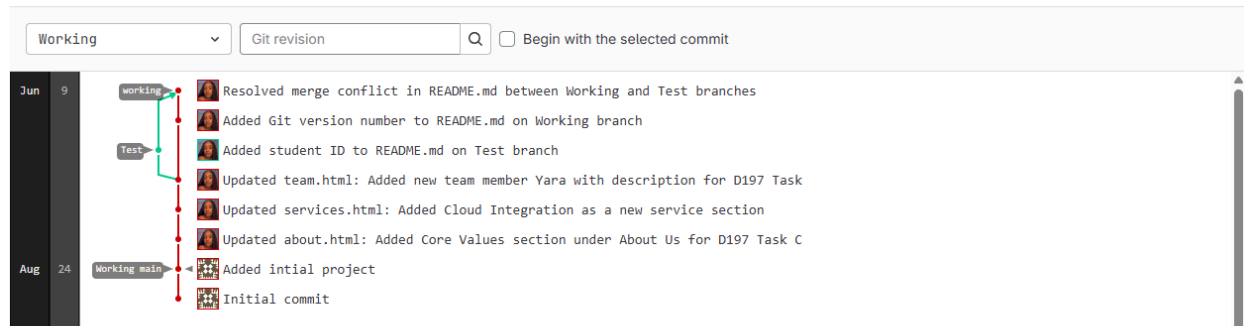 Working Git revision Begin with the selected commit
Jun 9 working Resolved merge conflict in README.md between Working and Test branches
Added Git version number to README.md on Working branch
Test Added student ID to README.md on Test branch
Updated team.html: Added new team member Yara with description for D197 Task
Updated services.html: Added Cloud Integration as a new service section
Updated about.html: Added Core Values section under About Us for D197 Task C
Aug 24 Working main Added intial project
Initial commit